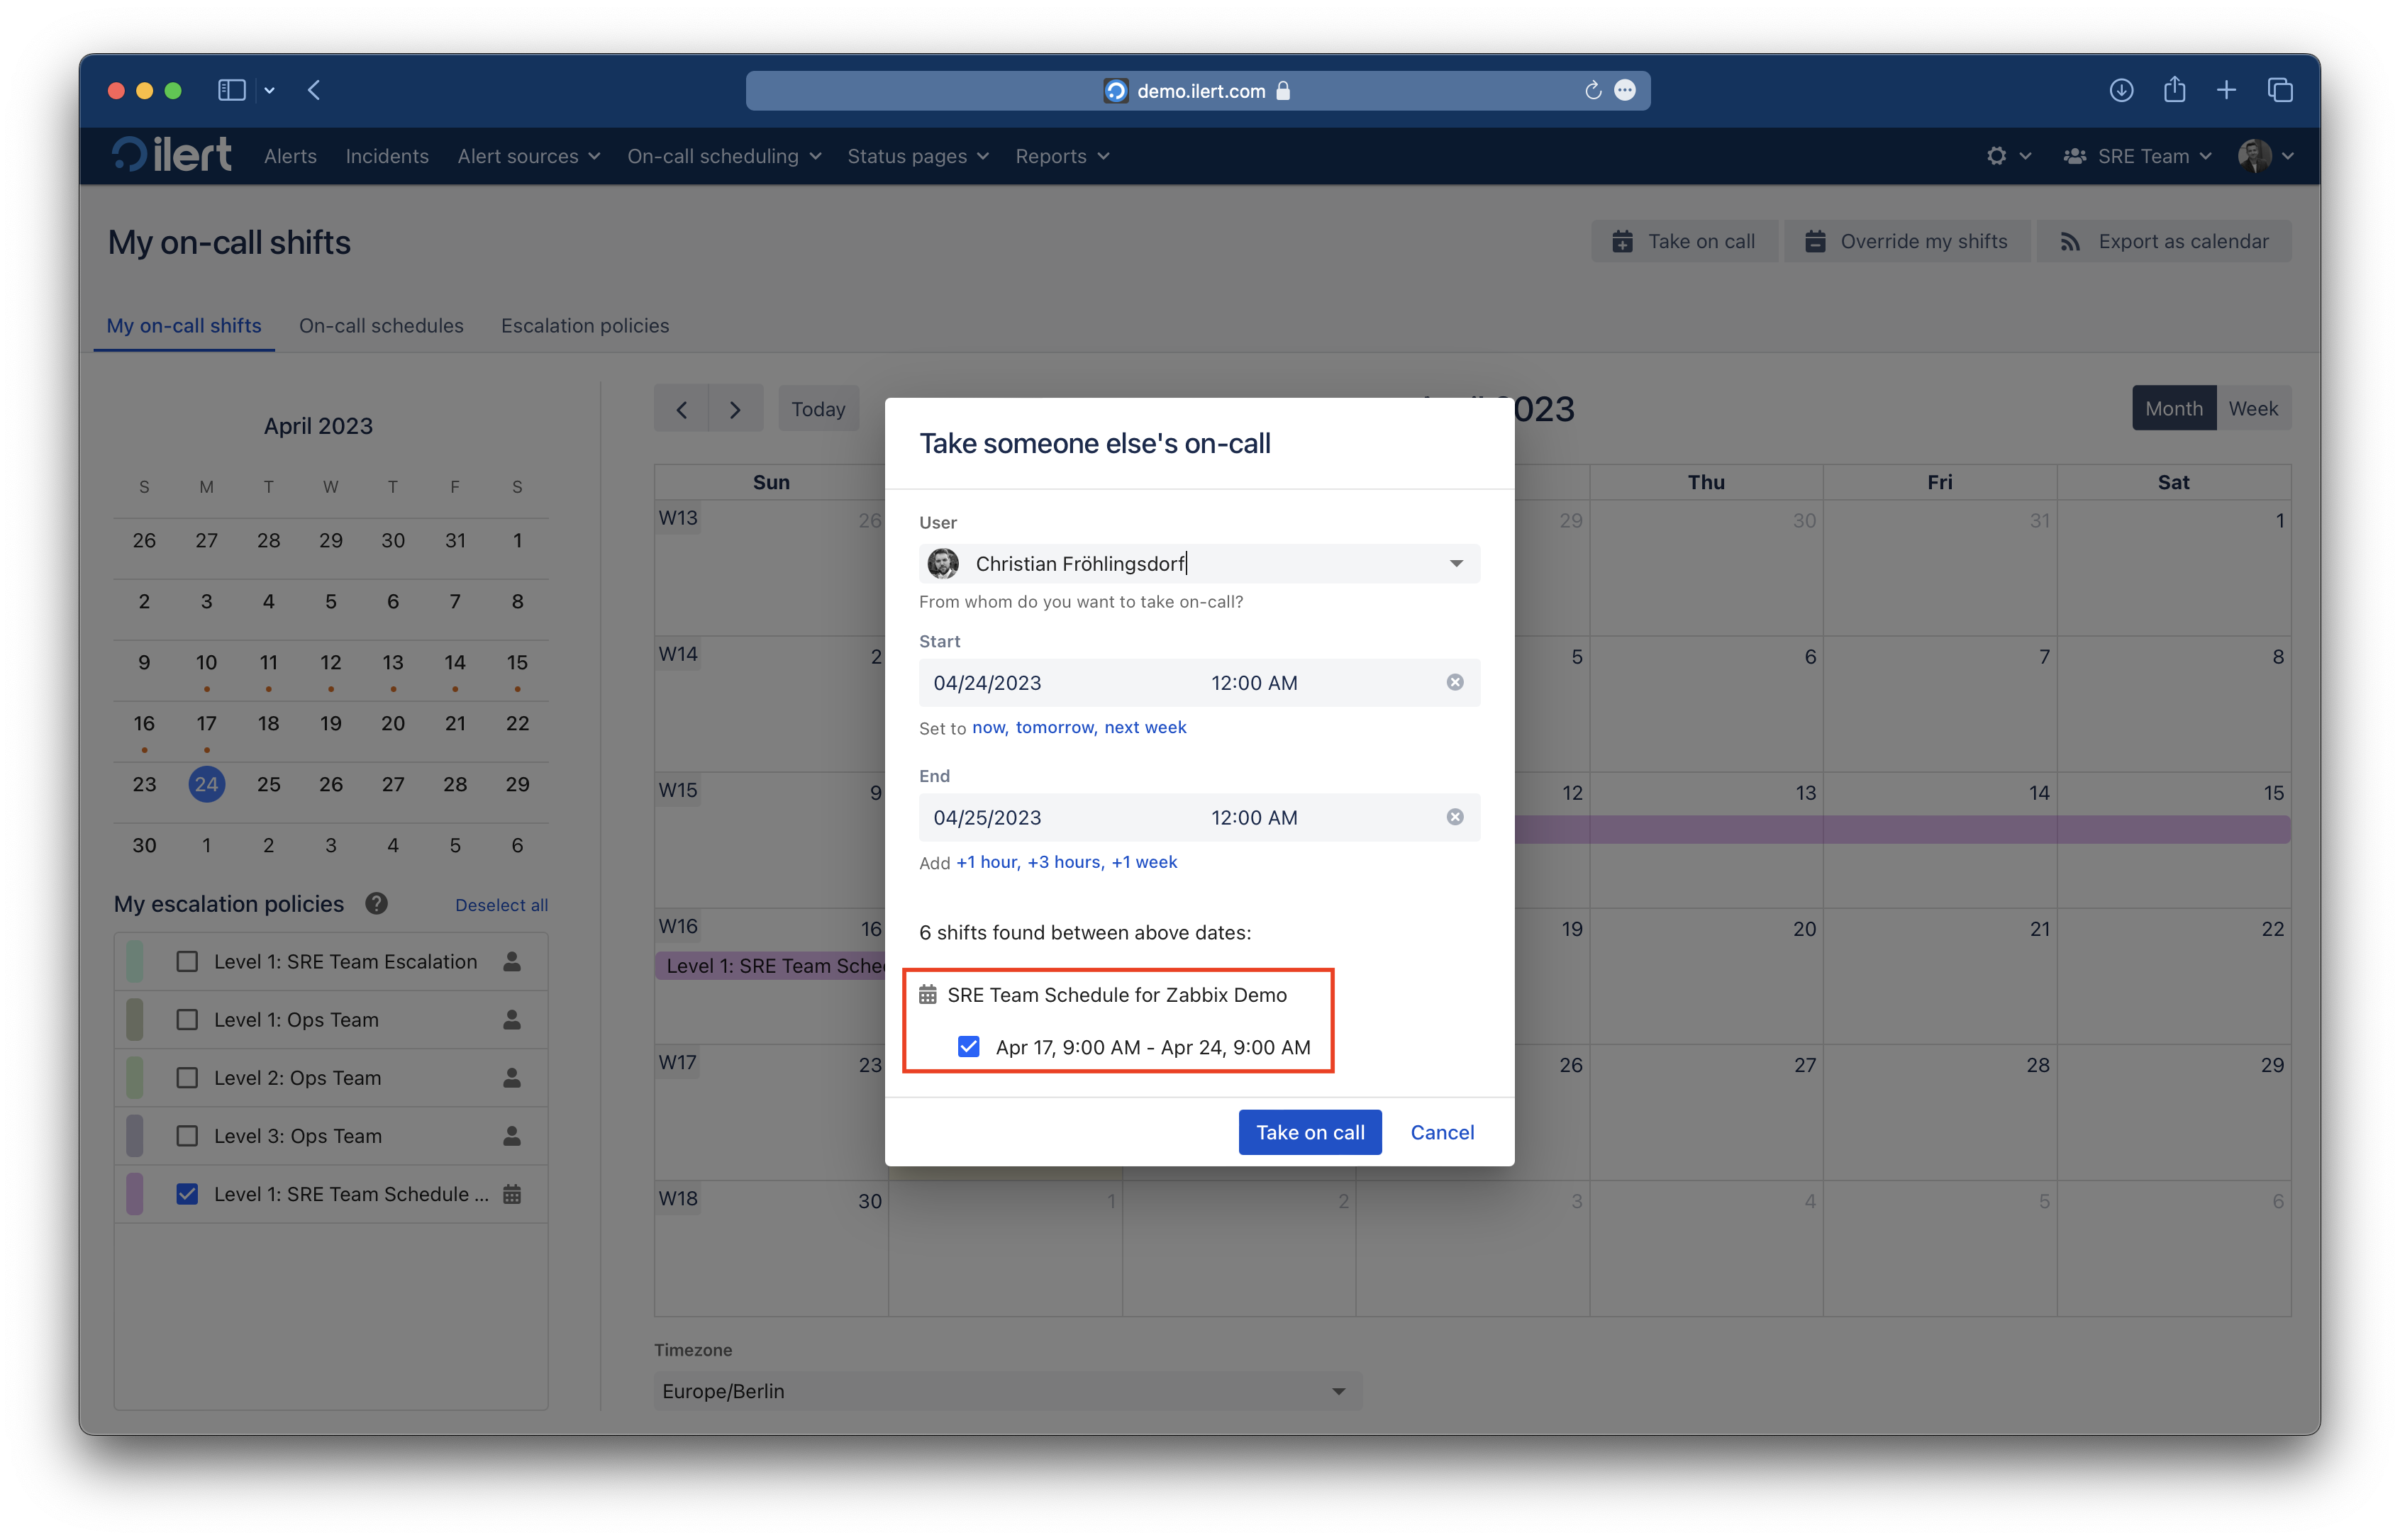 demo.ilert.com
ilert Alerts Incidents Alert sources On-call scheduling Status pages Reports SRE Team
My on-call shifts
Take on call Override my shifts Export as calendar
My on-call shifts On-call schedules Escalation policies
April 2023
S M T W T F S
26 27 28 29 30 31 1
2 3 4 5 6 7 8
9 10 11 12 13 14 15
16 17 18 19 20 21 22
23 24 25 26 27 28 29
30 1 2 3 4 5 6
My escalation policies ? Deselect all
Level 1: SRE Team Escalation
Level 1: Ops Team
Level 2: Ops Team
Level 3: Ops Team
Level 1: SRE Team Schedule ...
Today
023
Month Week
Sun Thu Fri Sat
W13 26 29 30 31 1
W14 2 5 6 7 8
W15 9 12 13 14 15
W16 16 19 20 21 22
Level 1: SRE Team Sche
W17 23 26 27 28 29
W18 30 1 2 3 4 5 6
Timezone
Europe/Berlin
Take someone else's on-call
User
Christian Fröhlingsdorf
From whom do you want to take on-call?
Start
04/24/2023 12:00 AM
Set to now, tomorrow, next week
End
04/25/2023 12:00 AM
Add +1 hour, +3 hours, +1 week
6 shifts found between above dates:
SRE Team Schedule for Zabbix Demo
Apr 17, 9:00 AM - Apr 24, 9:00 AM
Take on call Cancel